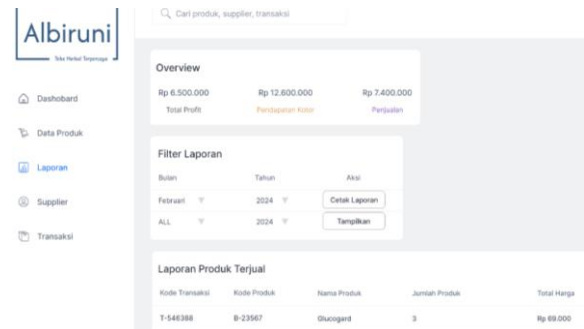 Albiruni
Toko Herbal Terpercaya
Cari produk, supplier, transaksi
Dashobard
Data Produk
Laporan
Supplier
Transaksi
Overview
Rp 6.500.000 Rp 12.600.000 Rp 7.400.000
Total Profit Pendapatan Kotor Penjualan
Filter Laporan
Bulan Tahun Aksi
Februari 2024 Cetak Laporan
ALL 2024 Tampilkan
Laporan Produk Terjual
Kode Transaksi Kode Produk Nama Produk Jumlah Produk Total Harga
T-546388 B-23567 Glucogard 3 Rp 69.000